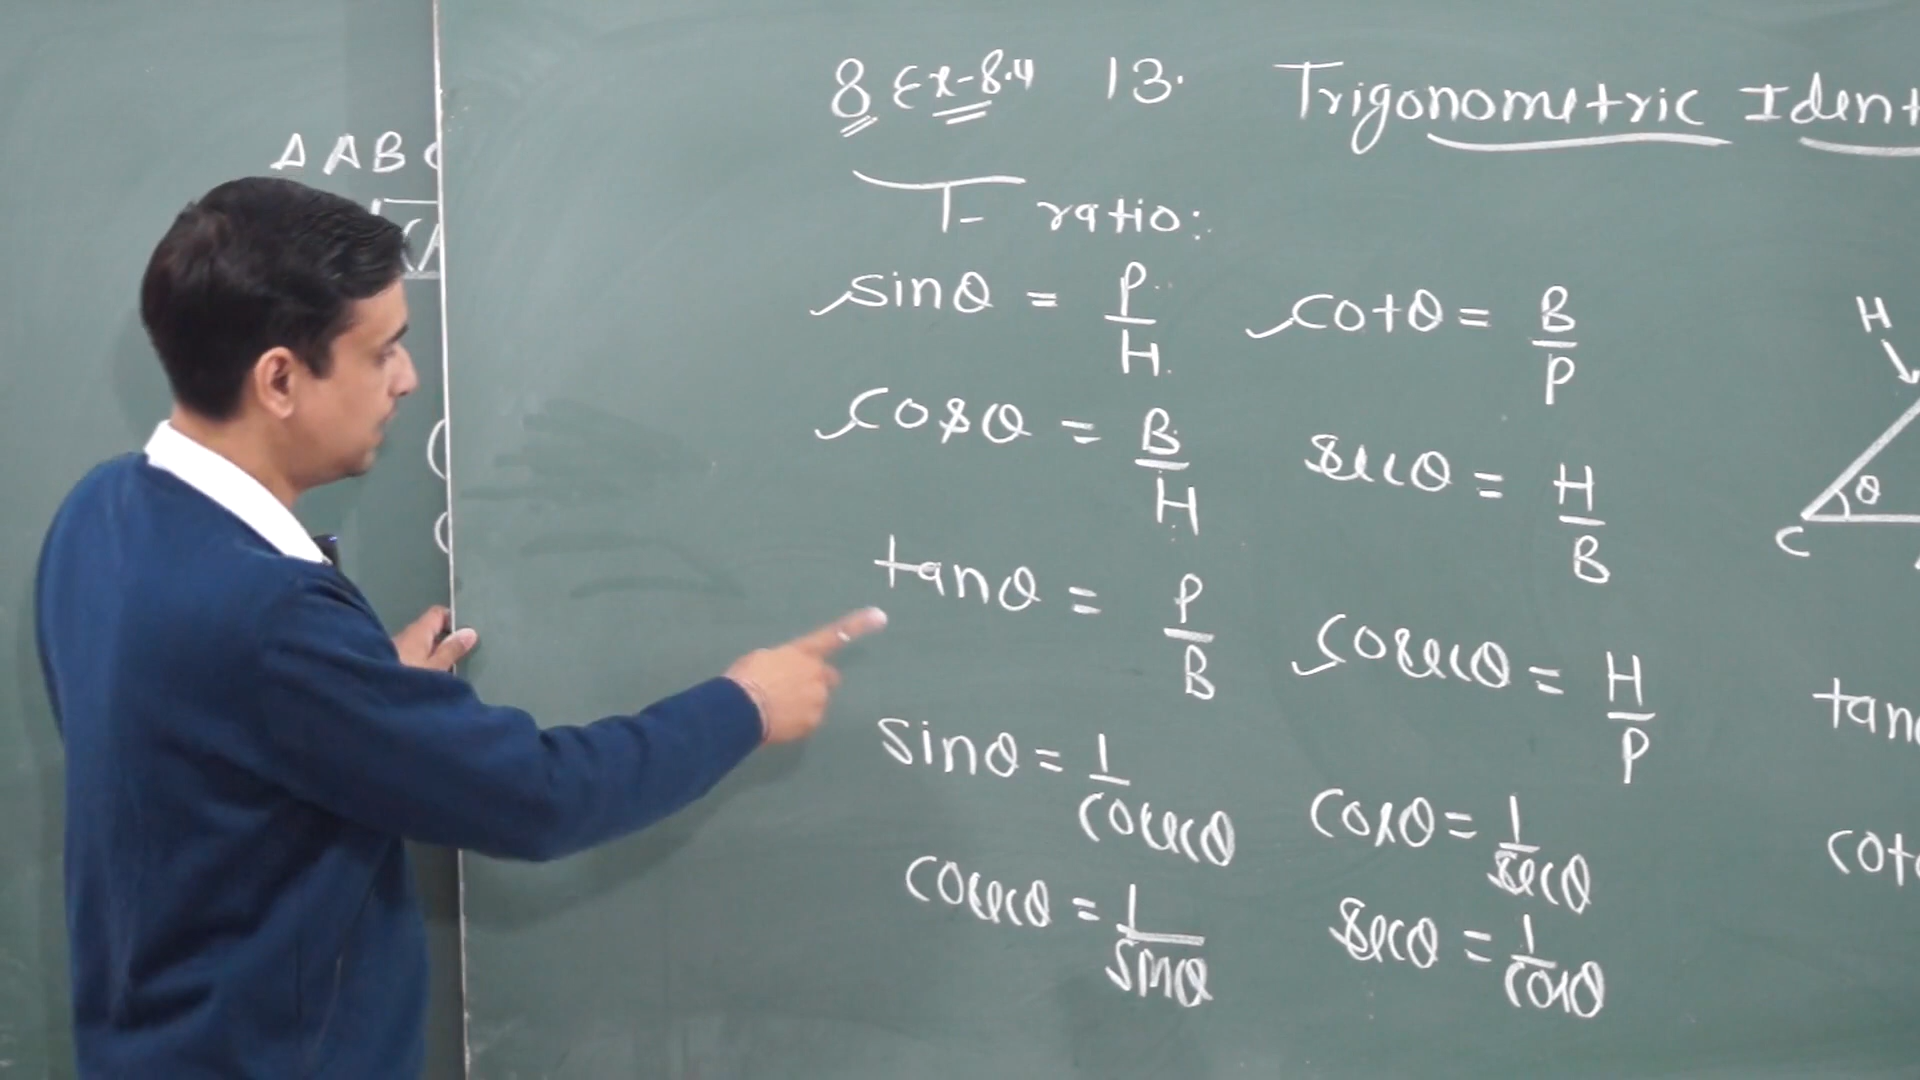 8 Ex-8.4 13. Trigonometric Ident
T- ratio:
sinθ = P/H cotθ = B/P
cosθ = B/H secθ = H/B
tanθ = P/B cosecθ = H/P
sinθ = 1/cosecθ cosθ = 1/secθ
cosecθ = 1/sinθ secθ = 1/cosθ
Δ ABC
H
θ
C
tan
cot